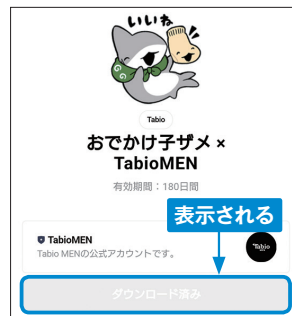 いいね
Tabio
おでかけ子ザメ ×
TabioMEN
有効期間：180日間
表示される
TabioMEN
Tabio MENの公式アカウントです。
Tabio
ダウンロード済み